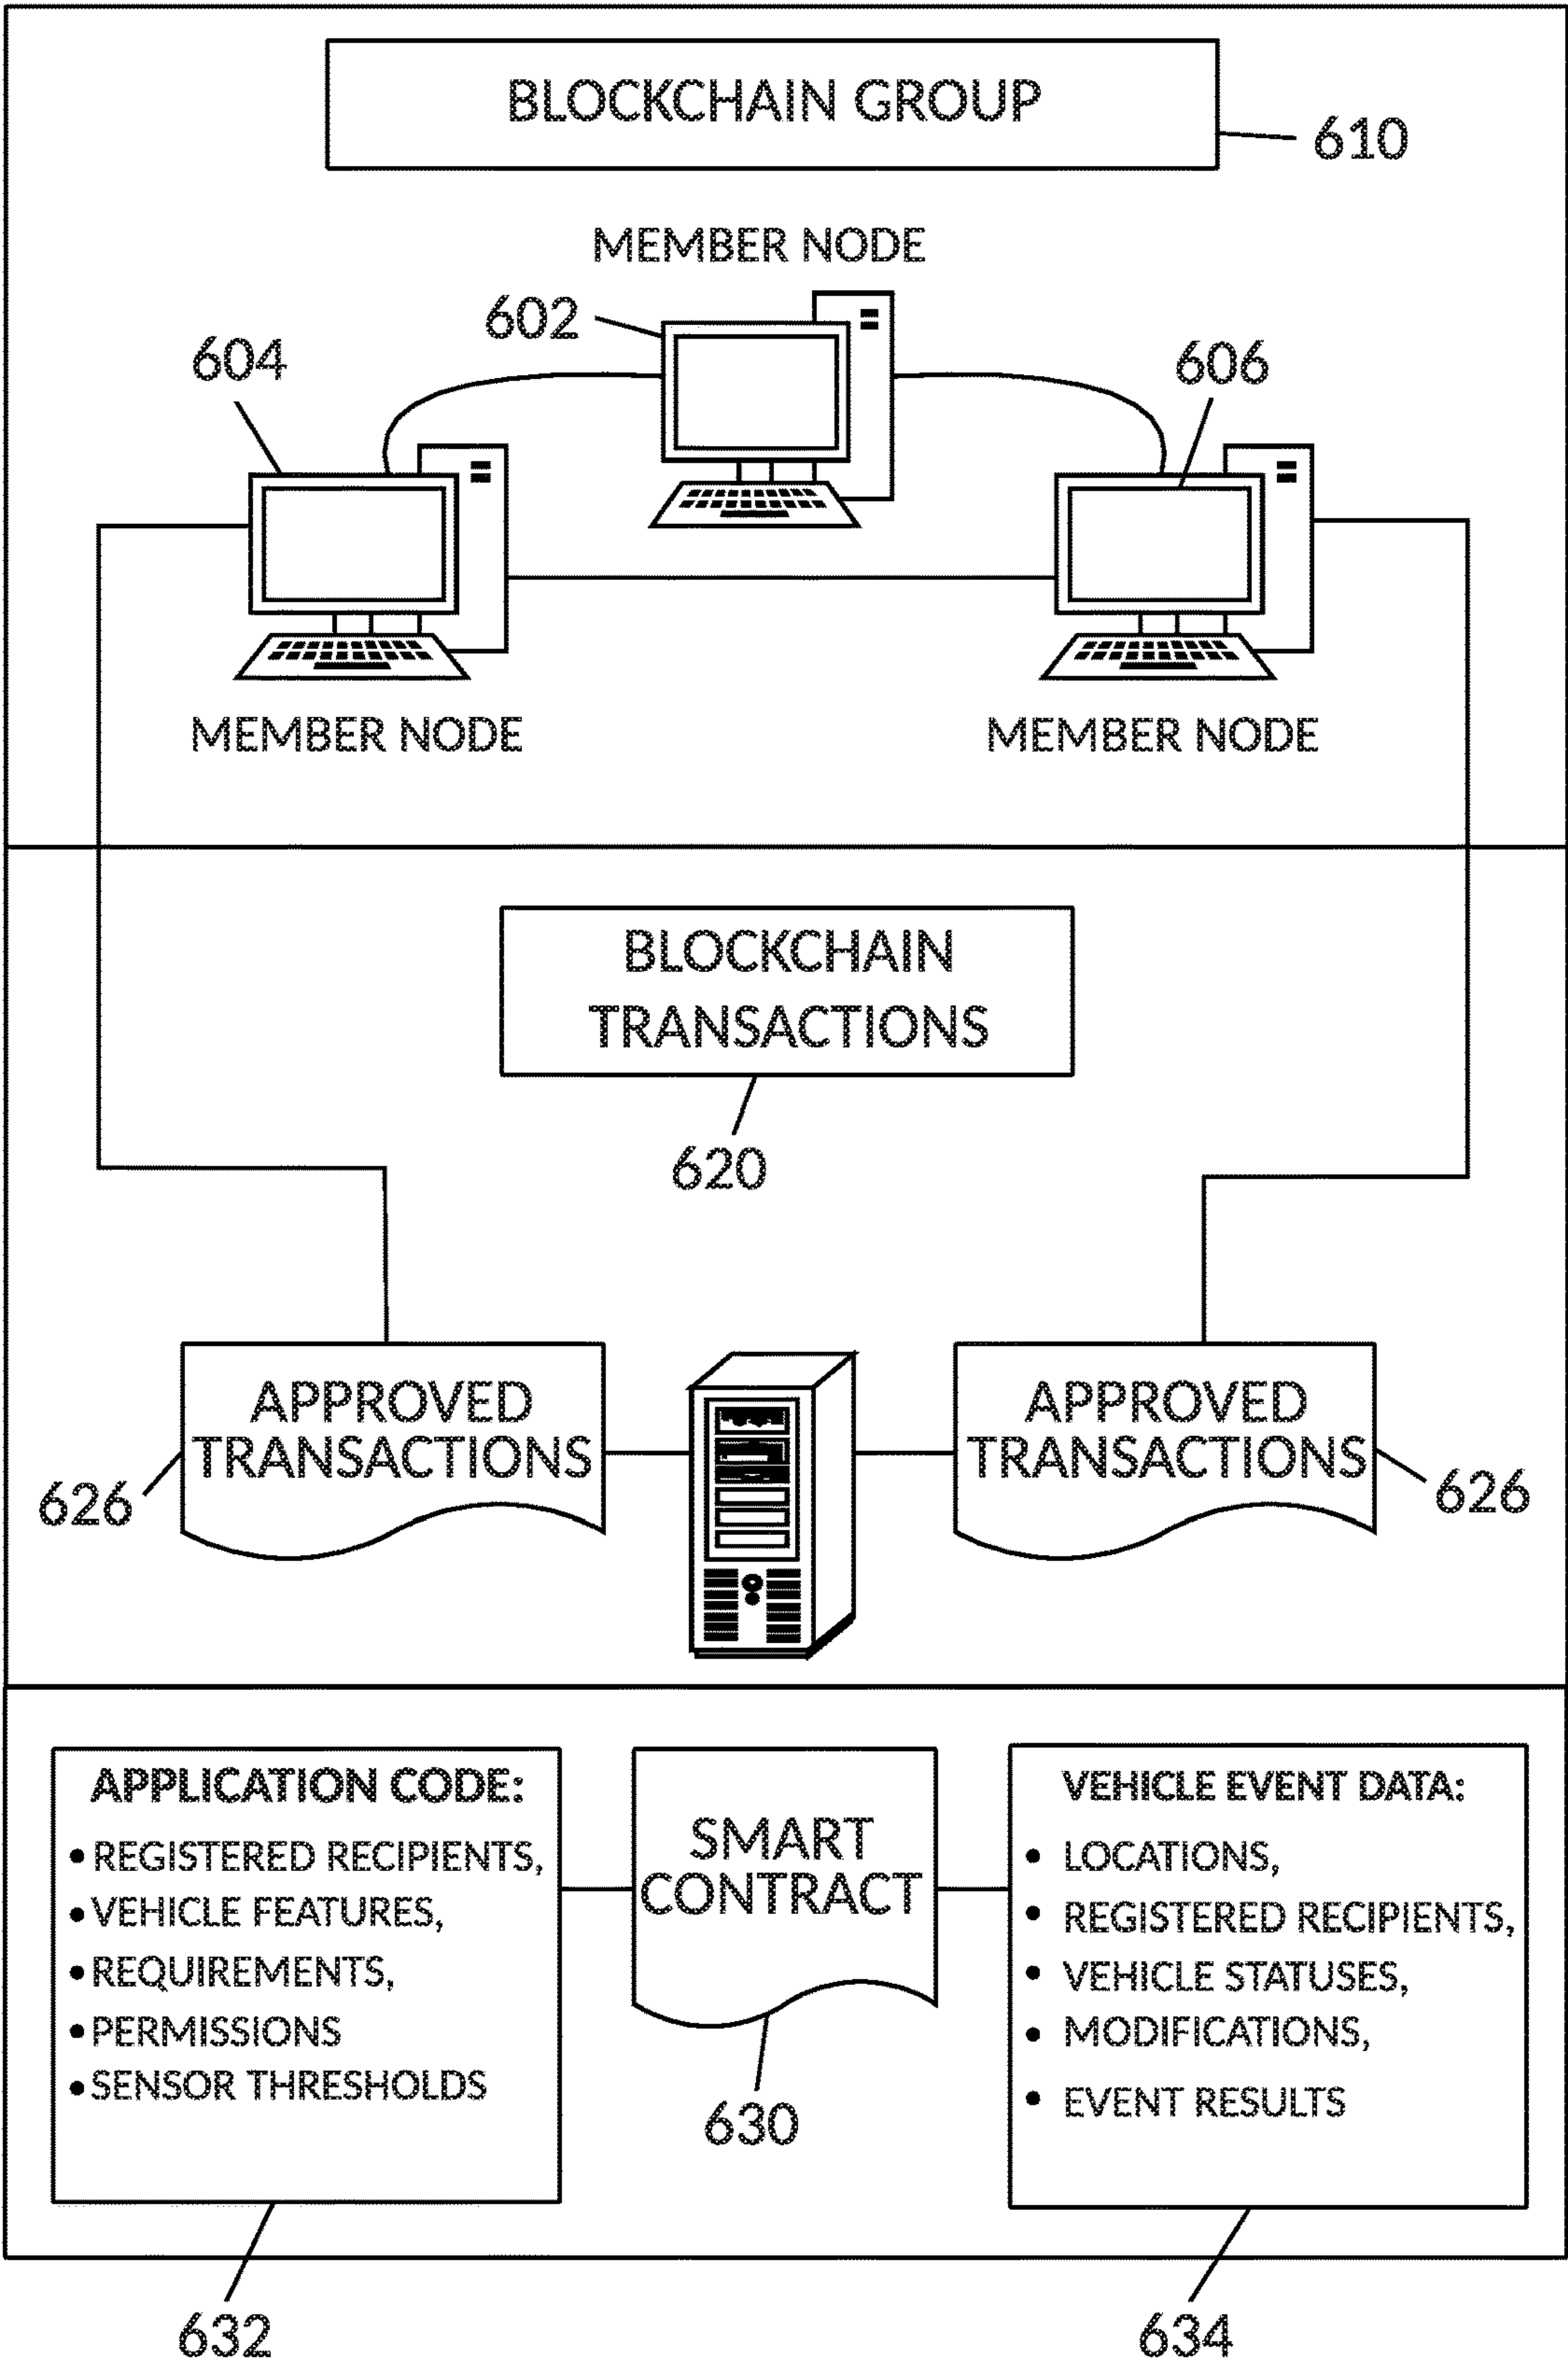 BLOCKCHAIN GROUP
610
MEMBER NODE
602
604
606
MEMBER NODE
MEMBER NODE
BLOCKCHAIN
TRANSACTIONS
620
APPROVED
TRANSACTIONS
626
APPROVED
TRANSACTIONS
626
APPLICATION CODE:
• REGISTERED RECIPIENTS,
• VEHICLE FEATURES,
• REQUIREMENTS,
• PERMISSIONS
• SENSOR THRESHOLDS
SMART
CONTRACT
630
VEHICLE EVENT DATA:
• LOCATIONS,
• REGISTERED RECIPIENTS,
• VEHICLE STATUSES,
• MODIFICATIONS,
• EVENT RESULTS
632
634